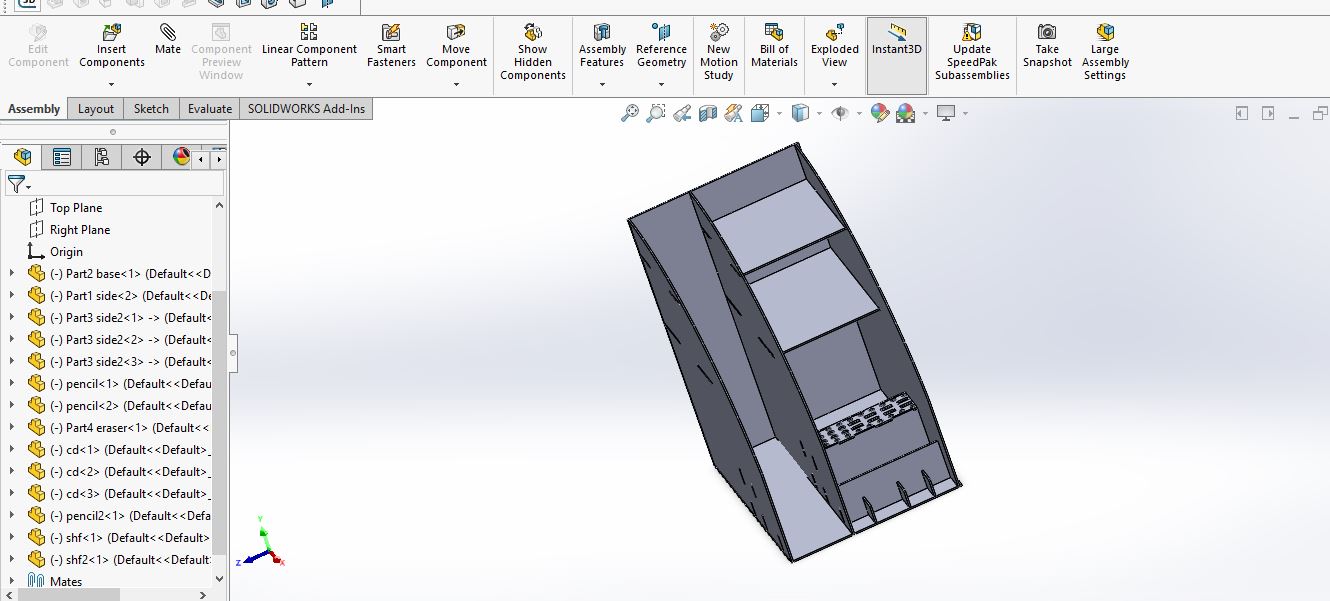 Edit
Component
Insert
Components
Mate
Component
Preview
Window
Linear Component
Pattern
Smart
Fasteners
Move
Component
Show
Hidden
Components
Assembly
Features
Reference
Geometry
New
Motion
Study
Bill of
Materials
Exploded
View
Instant3D
Update
SpeedPak
Subassemblies
Take
Snapshot
Large
Assembly
Settings
Assembly Layout Sketch Evaluate SOLIDWORKS Add-Ins
Top Plane
Right Plane
Origin
(-) Part2 base<1> (Default<<D
(-) Part1 side<2> (Default<<De
(-) Part3 side2<1> -> (Default<
(-) Part3 side2<2> -> (Default<
(-) Part3 side2<3> -> (Default<
(-) pencil<1> (Default<<Defau
(-) pencil<2> (Default<<Defau
(-) Part4 eraser<1> (Default<<
(-) cd<1> (Default<<Default>_
(-) cd<2> (Default<<Default>_
(-) cd<3> (Default<<Default>_
(-) pencil2<1> (Default<<Defa
(-) shf<1> (Default<<Default>
(-) shf2<1> (Default<<Default
Mates
Y
Z
X